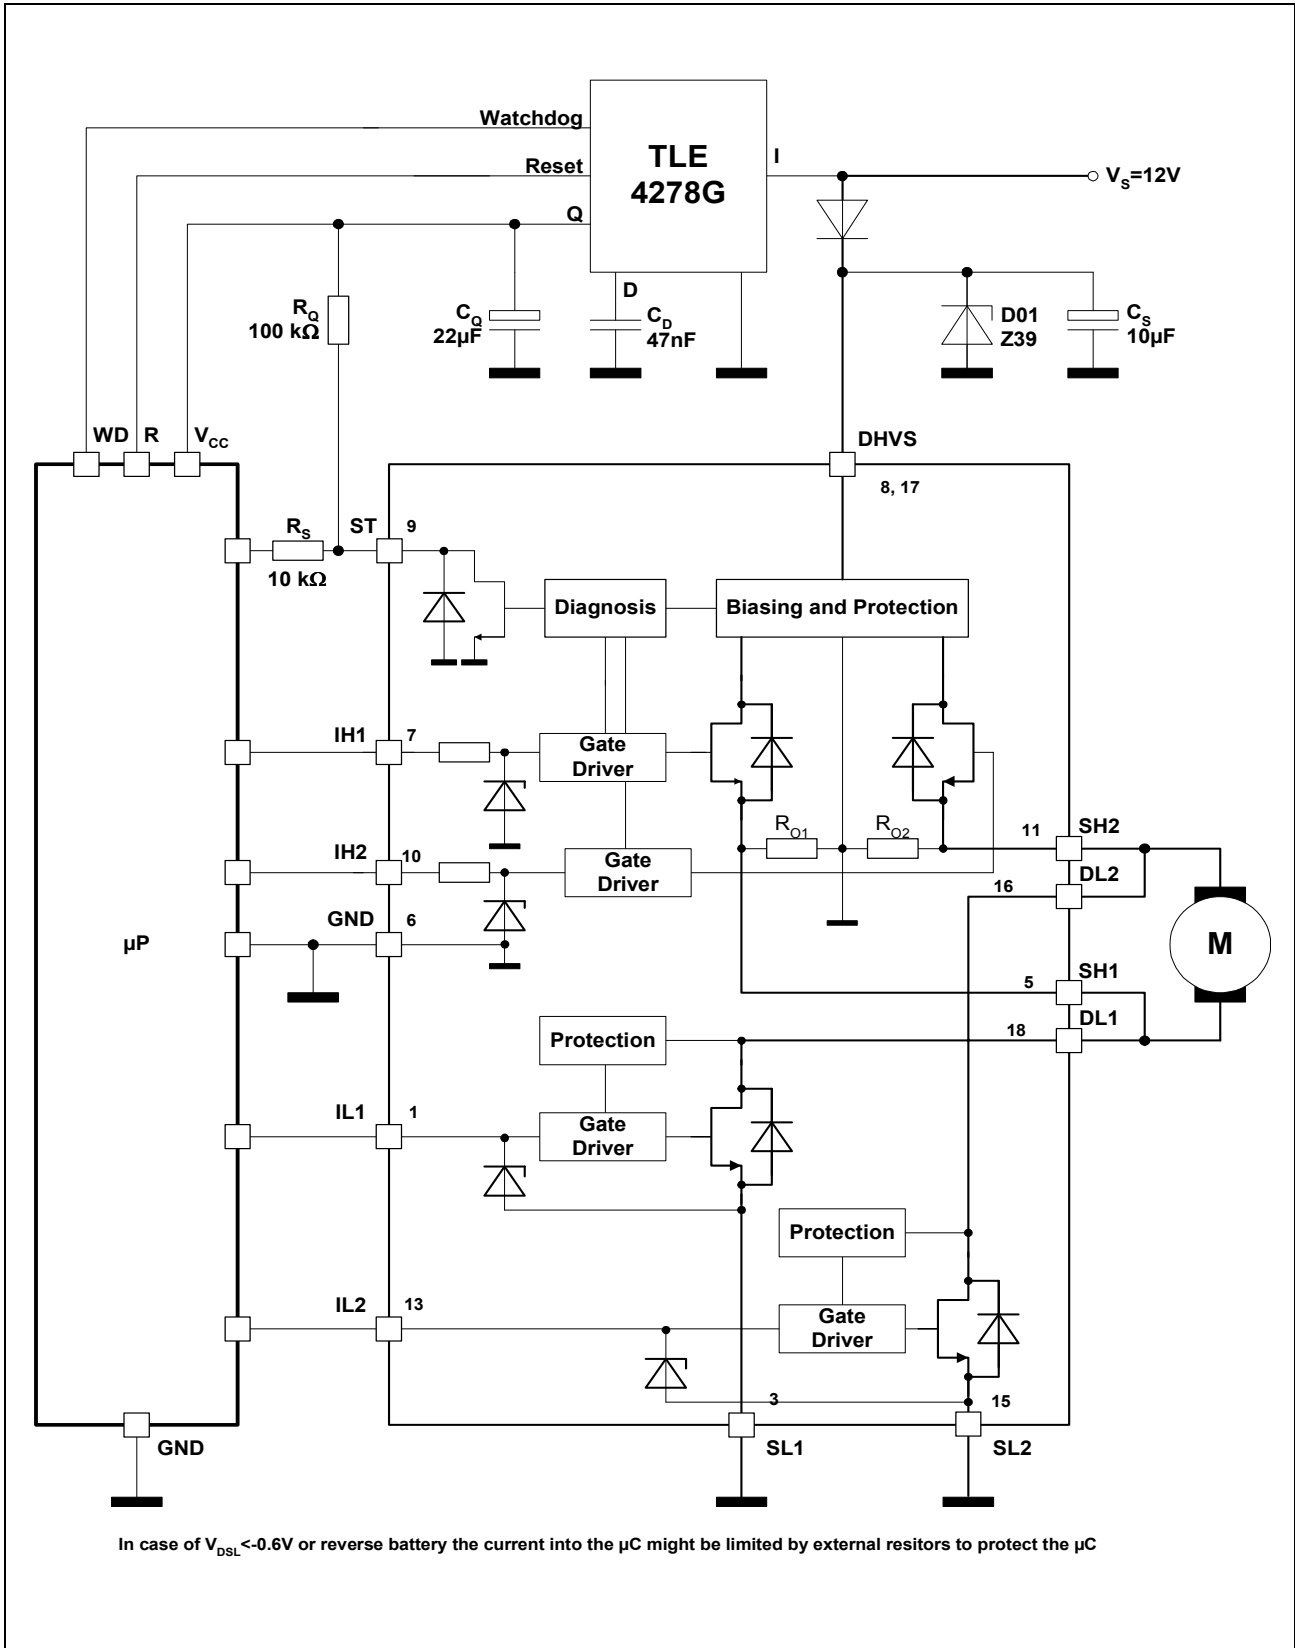 Watchdog
TLE
4278G
I
Reset
V_S=12V
Q
D
R_Q
100 kΩ
C_Q
22µF
C_D
47nF
D01
Z39
C_S
10µF
WD
R
V_CC
DHVS
8, 17
R_S
10 kΩ
ST
9
Diagnosis
Biasing and Protection
IH1
7
Gate
Driver
R_O1
R_O2
11
SH2
IH2
10
Gate
Driver
16
DL2
GND
6
µP
M
5
SH1
Protection
18
DL1
IL1
1
Gate
Driver
Protection
IL2
13
Gate
Driver
3
15
GND
SL1
SL2
In case of V_DSL<-0.6V or reverse battery the current into the µC might be limited by external resitors to protect the µC